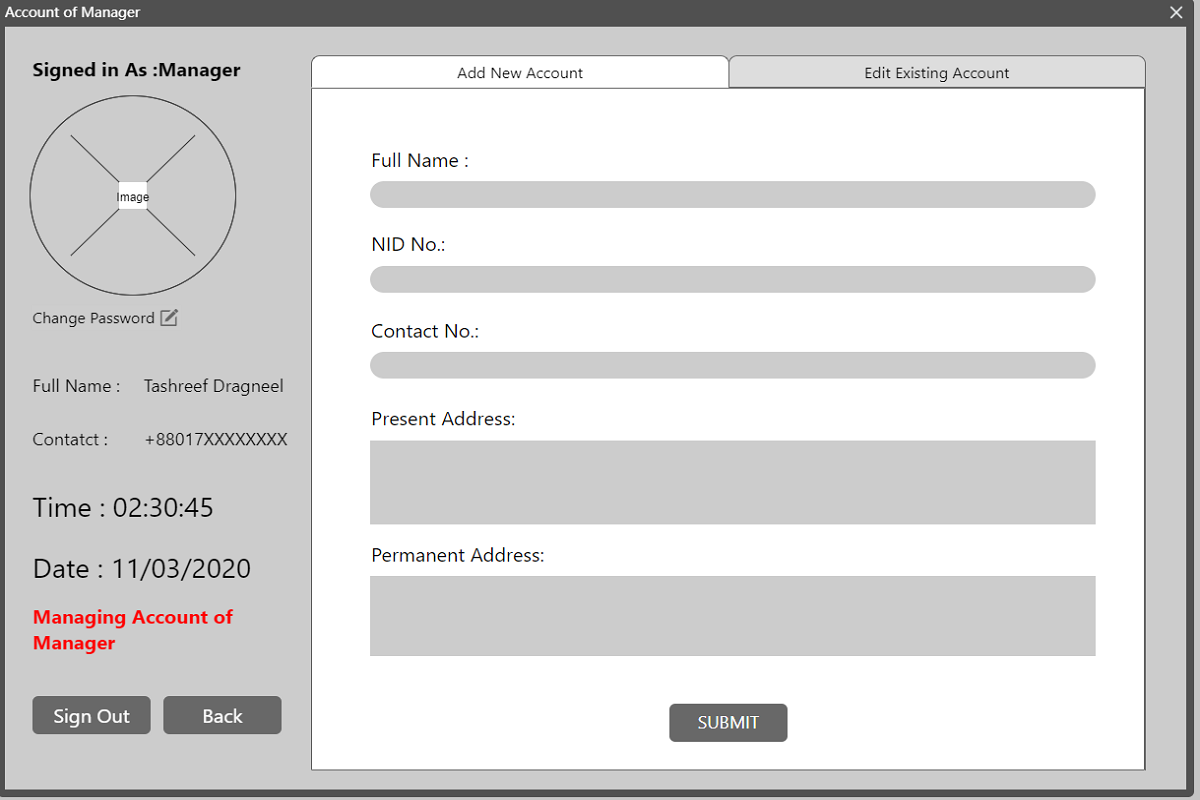 Account of Manager
Signed in As :Manager
Image
Change Password
Full Name : Tashreef Dragneel
Contatct : +88017XXXXXXXX
Time : 02:30:45
Date : 11/03/2020
Managing Account of
Manager
Sign Out
Back
Add New Account
Edit Existing Account
Full Name :
NID No.:
Contact No.:
Present Address:
Permanent Address:
SUBMIT